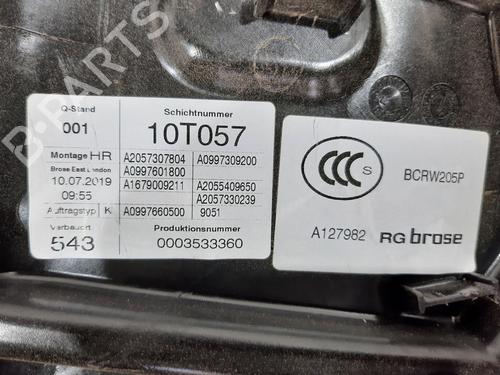 Q-Stand
001
Schichtnummer
10T057
Montage HR
Brose East London
10.07.2019
09:55
A2057307804 A0997309200
A0997601800
A1679009211 A2055409650
A2057330239
Auftragstyp K A0997660500 9051
Verbauort
543
Produktionsnummer
0003533360
CCC S
BCRW205P
A127982 RG brose
B-PARTS